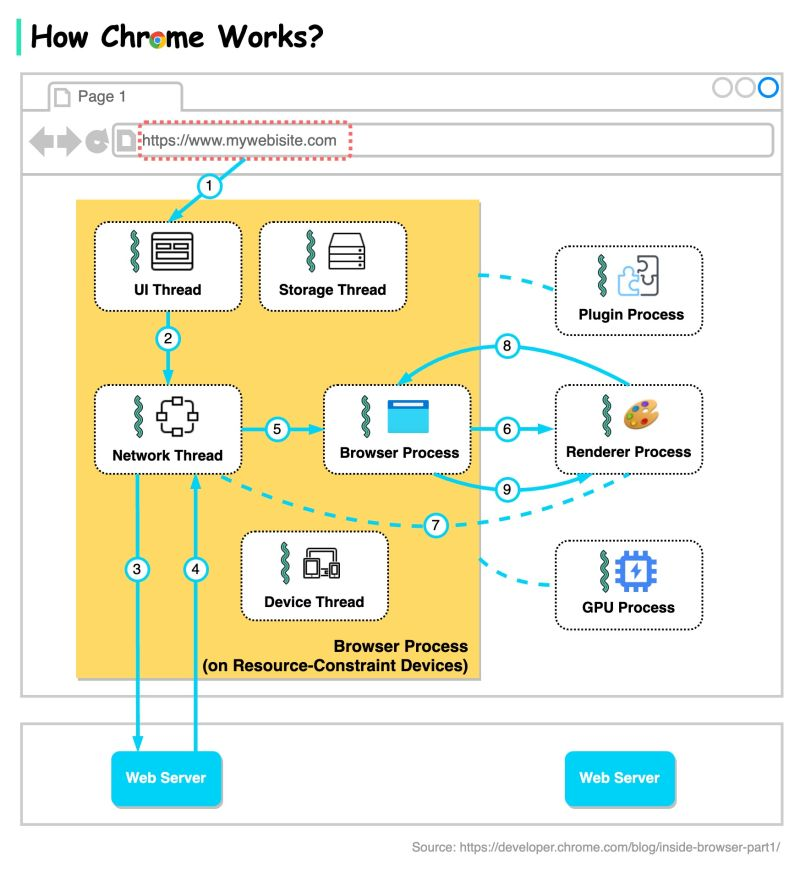 How Chrome Works?
Page 1
https://www.mywebisite.com
1
UI Thread
Storage Thread
Plugin Process
2
8
Network Thread
5
Browser Process
6
Renderer Process
9
7
3
4
Device Thread
GPU Process
Browser Process
(on Resource-Constraint Devices)
Web Server
Web Server
Source: https://developer.chrome.com/blog/inside-browser-part1/